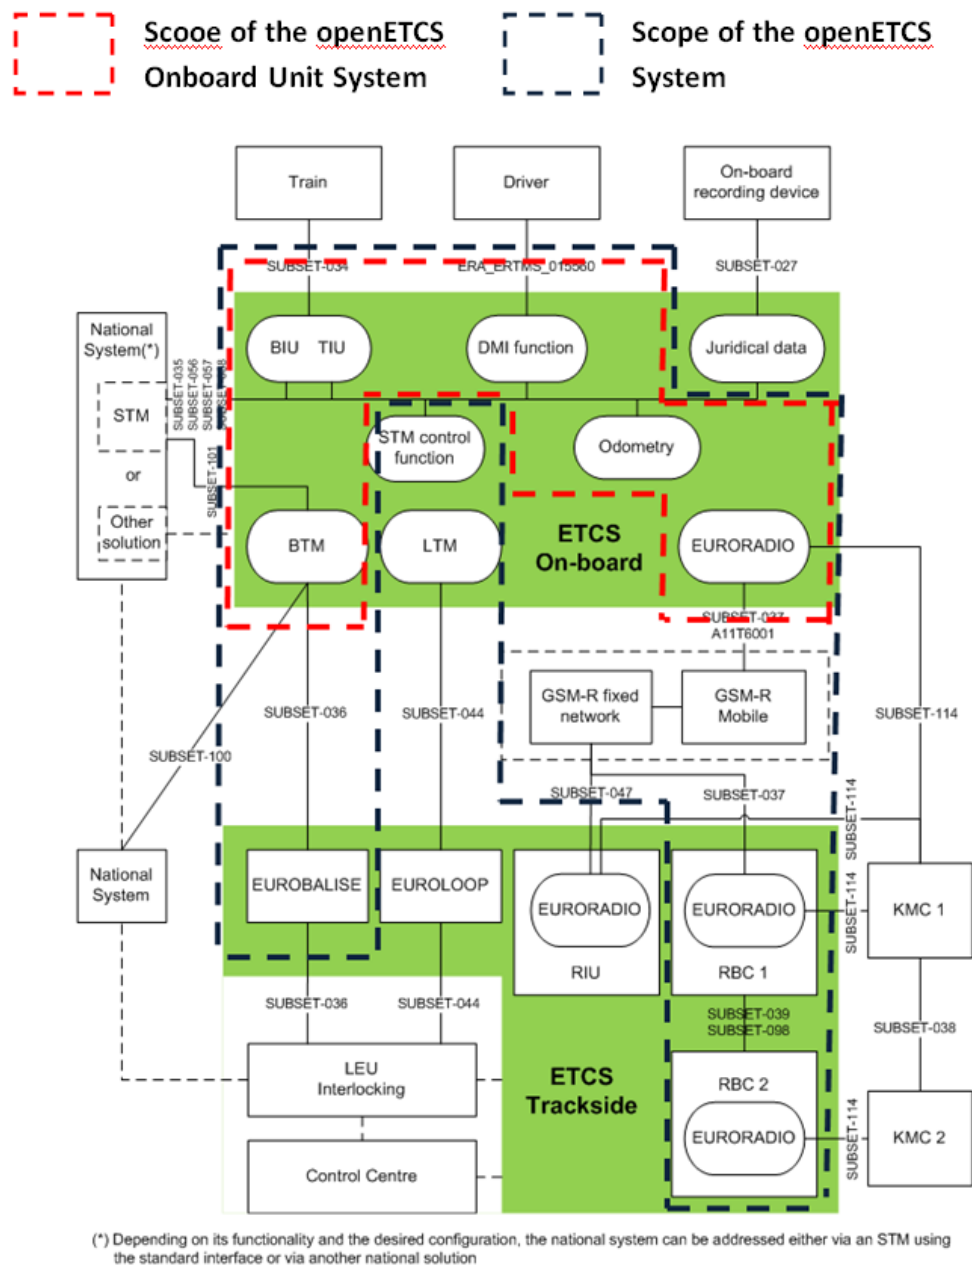 Scooe of the openETCS
Onboard Unit System
Scope of the openETCS
System
Train
Driver
On-board
recording device
SUBSET-034
ERA_ERTMS_015560
SUBSET-027
National
System(*)
BIU TIU
DMI function
Juridical data
SUBSET-035
SUBSET-056
SUBSET-057
STM
STM control
function
Odometry
or
SUBSET-101
Other
solution
BTM
LTM
ETCS
On-board
EURORADIO
SUBSET-037
A11T6001
GSM-R fixed
network
GSM-R
Mobile
SUBSET-036
SUBSET-044
SUBSET-114
SUBSET-100
SUBSET-047
SUBSET-037
SUBSET-114
National
System
EUROBALISE
EUROLOOP
EURORADIO
RIU
EURORADIO
RBC 1
SUBSET-114
KMC 1
SUBSET-036
SUBSET-044
SUBSET-039
SUBSET-098
SUBSET-038
LEU
Interlocking
ETCS
Trackside
RBC 2
EURORADIO
SUBSET-114
KMC 2
Control Centre
(*) Depending on its functionality and the desired configuration, the national system can be addressed either via an STM using
the standard interface or via another national solution